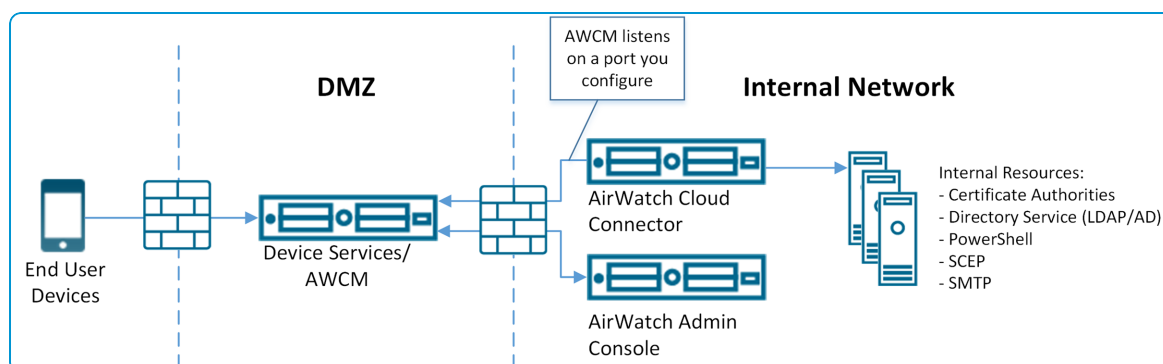 AWCM listens
on a port you
configure
DMZ
Internal Network
End User
Devices
Device Services/
AWCM
AirWatch Cloud
Connector
AirWatch Admin
Console
Internal Resources:
- Certificate Authorities
- Directory Service (LDAP/AD)
- PowerShell
- SCEP
- SMTP